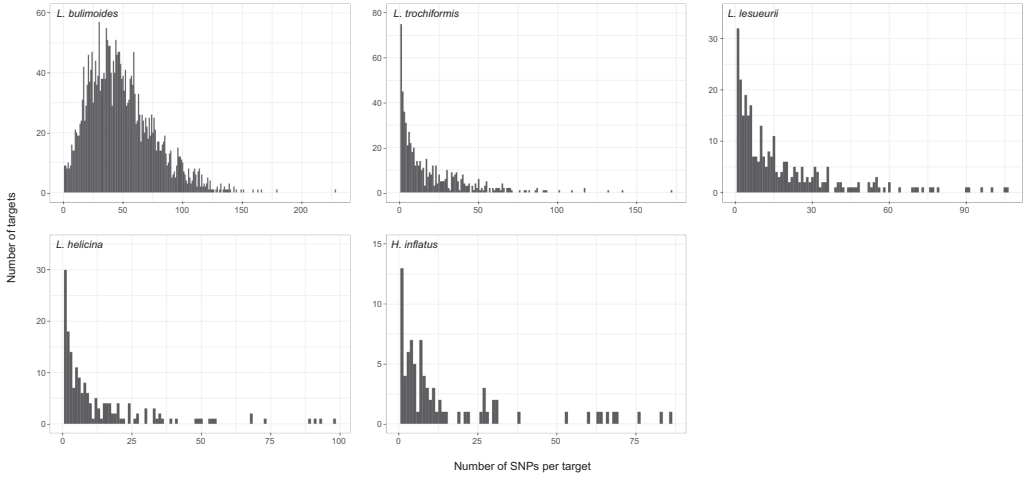 L. bulimoides
60
40
20
0
0 50 100 150 200
L. trochiformis
80
60
40
20
0
0 50 100 150
L. lesueurii
30
20
10
0
0 30 60 90
Number of targets
L. helicina
30
20
10
0
0 25 50 75 100
H. inflatus
15
10
5
0
0 25 50 75
Number of SNPs per target